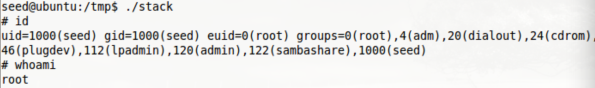 seed@ubuntu:/tmp$ ./stack
# id
uid=1000(seed) gid=1000(seed) euid=0(root) groups=0(root),4(adm),20(dialout),24(cdrom),
46(plugdev),112(lpadmin),120(admin),122(sambashare),1000(seed)
# whoami
root